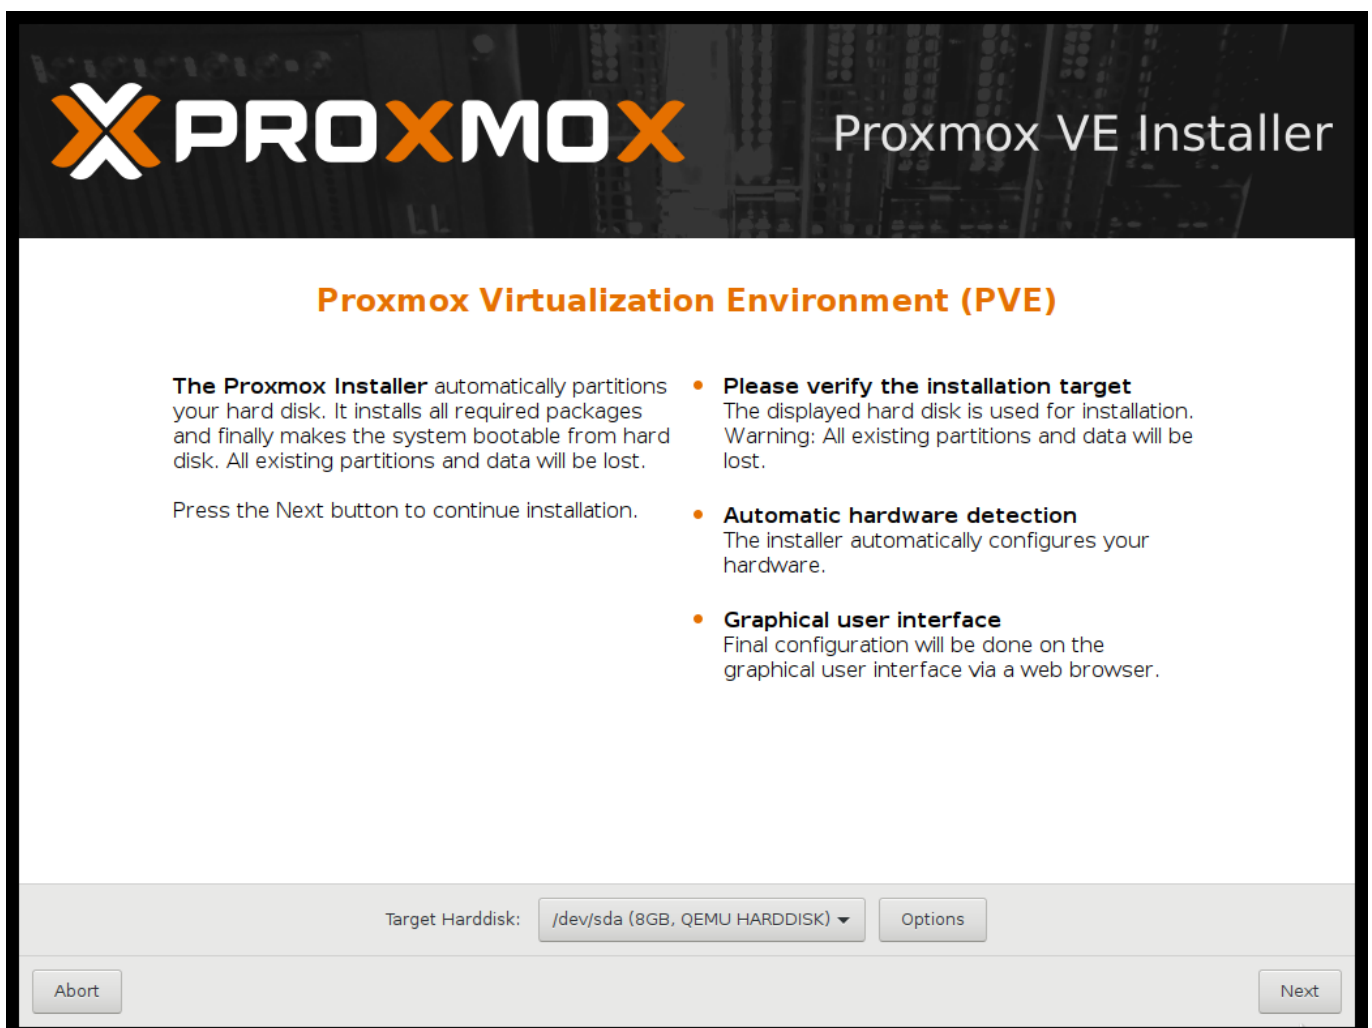 PROXMOX
Proxmox VE Installer
Proxmox Virtualization Environment (PVE)
The Proxmox Installer automatically partitions
your hard disk. It installs all required packages
and finally makes the system bootable from hard
disk. All existing partitions and data will be lost.
Press the Next button to continue installation.
Please verify the installation target
The displayed hard disk is used for installation.
Warning: All existing partitions and data will be
lost.
Automatic hardware detection
The installer automatically configures your
hardware.
Graphical user interface
Final configuration will be done on the
graphical user interface via a web browser.
Target Harddisk: /dev/sda (8GB, QEMU HARDDISK) Options
Abort Next